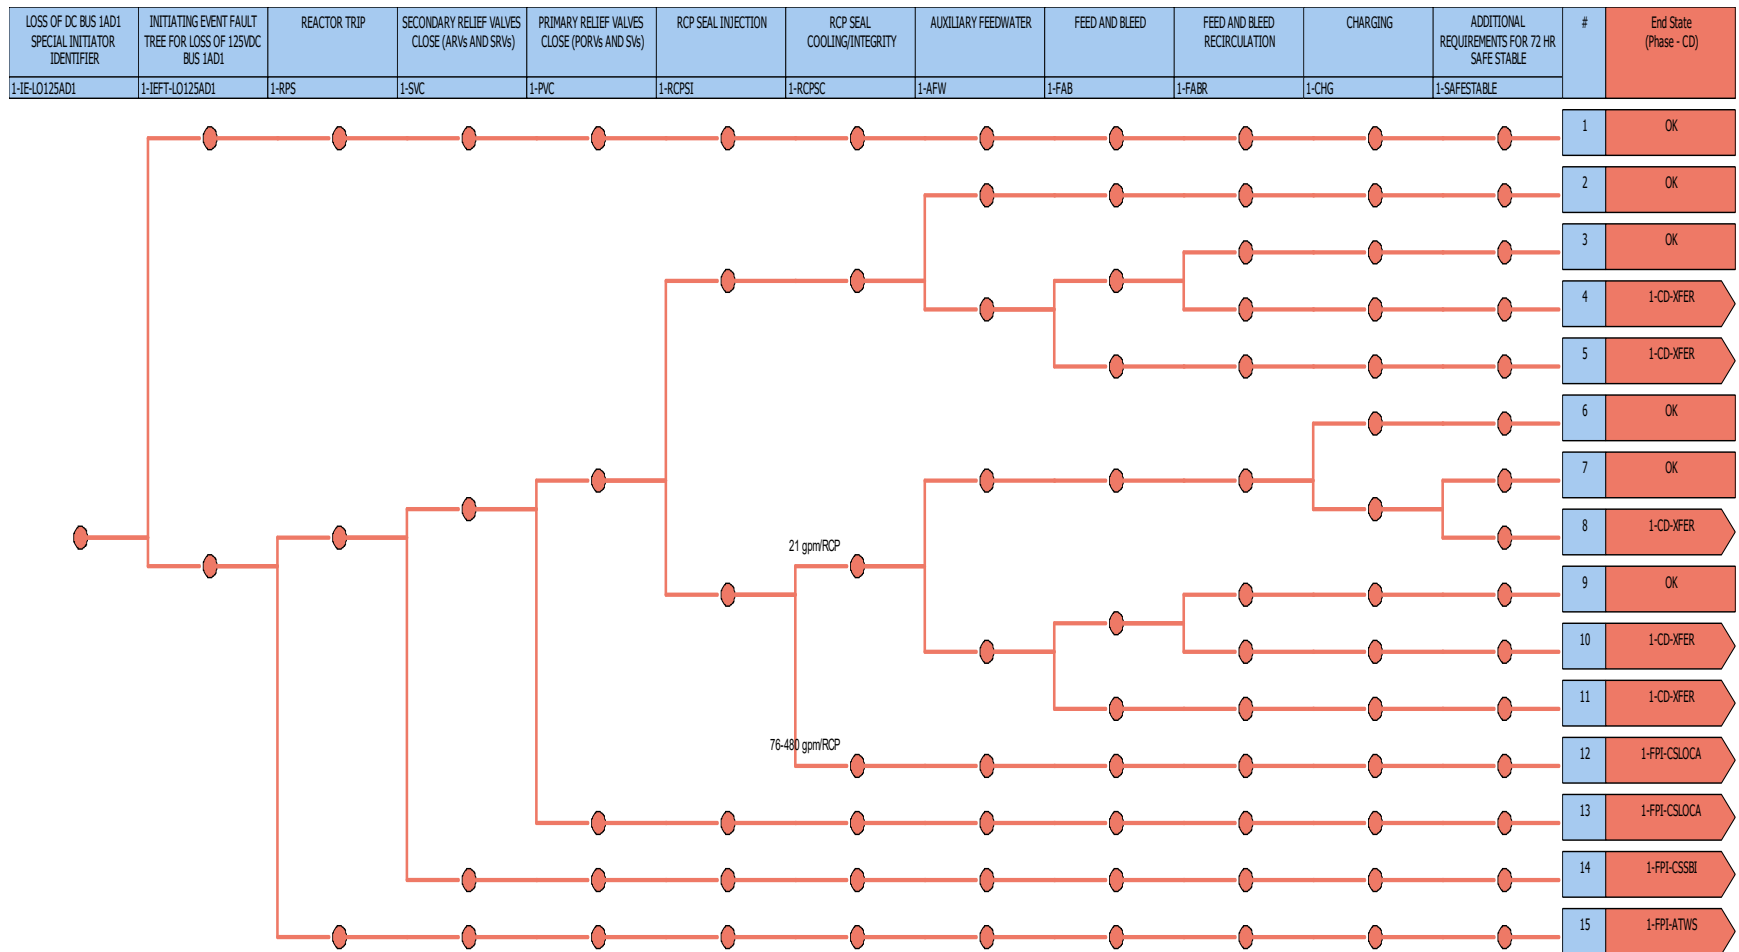 LOSS OF DC BUS 1AD1
SPECIAL INITIATOR
IDENTIFIER
INITIATING EVENT FAULT
TREE FOR LOSS OF 125VDC
BUS 1AD1
REACTOR TRIP
SECONDARY RELIEF VALVES
CLOSE (ARVs AND SRVs)
PRIMARY RELIEF VALVES
CLOSE (PORVs AND SVs)
RCP SEAL INJECTION
RCP SEAL
COOLING/INTEGRITY
AUXILIARY FEEDWATER
FEED AND BLEED
FEED AND BLEED
RECIRCULATION
CHARGING
ADDITIONAL
REQUIREMENTS FOR 72 HR
SAFE STABLE
#
End State
(Phase - CD)
1-IE-LO125AD1
1-IEFT-LO125AD1
1-RPS
1-SVC
1-PVC
1-RCPSI
1-RCPSC
1-AFW
1-FAB
1-FABR
1-CHG
1-SAFESTABLE
1 OK
2 OK
3 OK
4 1-CD-XFER
5 1-CD-XFER
6 OK
7 OK
8 1-CD-XFER
21 gpm/RCP
9 OK
10 1-CD-XFER
11 1-CD-XFER
76-480 gpm/RCP
12 1-FPI-CSLOCA
13 1-FPI-CSLOCA
14 1-FPI-CSSBI
15 1-FPI-ATWS